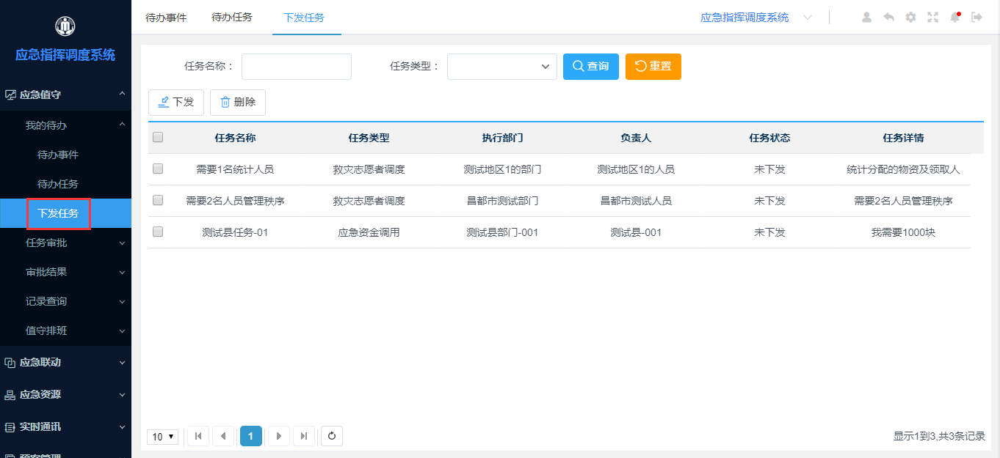 应急指挥调度系统
应急值守
我的待办
待办事件
待办任务
下发任务
任务审批
审批结果
记录查询
值守排班
应急联动
应急资源
实时通讯
预案管理
待办事件 待办任务 下发任务 应急指挥调度系统
任务名称： 任务类型： 查询 重置
下发 删除
任务名称 任务类型 执行部门 负责人 任务状态 任务详情
需要1名统计人员 救灾志愿者调度 测试地区1的部门 测试地区1的人员 未下发 统计分配的物资及领取人
需要2名人员管理秩序 救灾志愿者调度 昌都市测试部门 昌都市测试人员 未下发 需要2名人员管理秩序
测试县任务-01 应急资金调用 测试县部门-001 测试县-001 未下发 我需要1000块
10 1 显示1到3,共3条记录